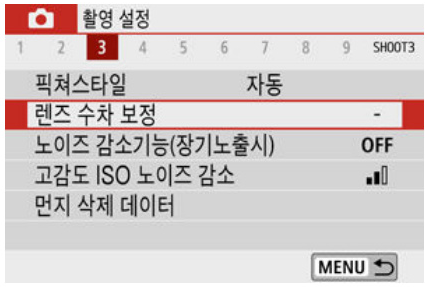 촬영 설정
1 2 3 4 5 6 7 8 9 SHOOT3
픽쳐스타일 자동
렌즈 수차 보정 -
노이즈 감소기능(장기노출시) OFF
고감도 ISO 노이즈 감소
먼지 삭제 데이터
MENU